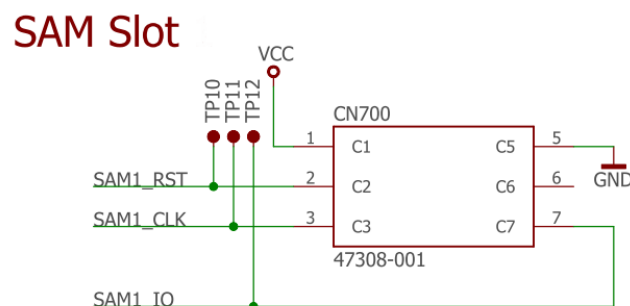 SAM Slot
VCC
TP10
TP11
TP12
CN700
1 C1 C5 5
GND
SAM1_RST 2 C2 C6 6
SAM1_CLK 3 C3 C7 7
47308-001
SAM1_IO